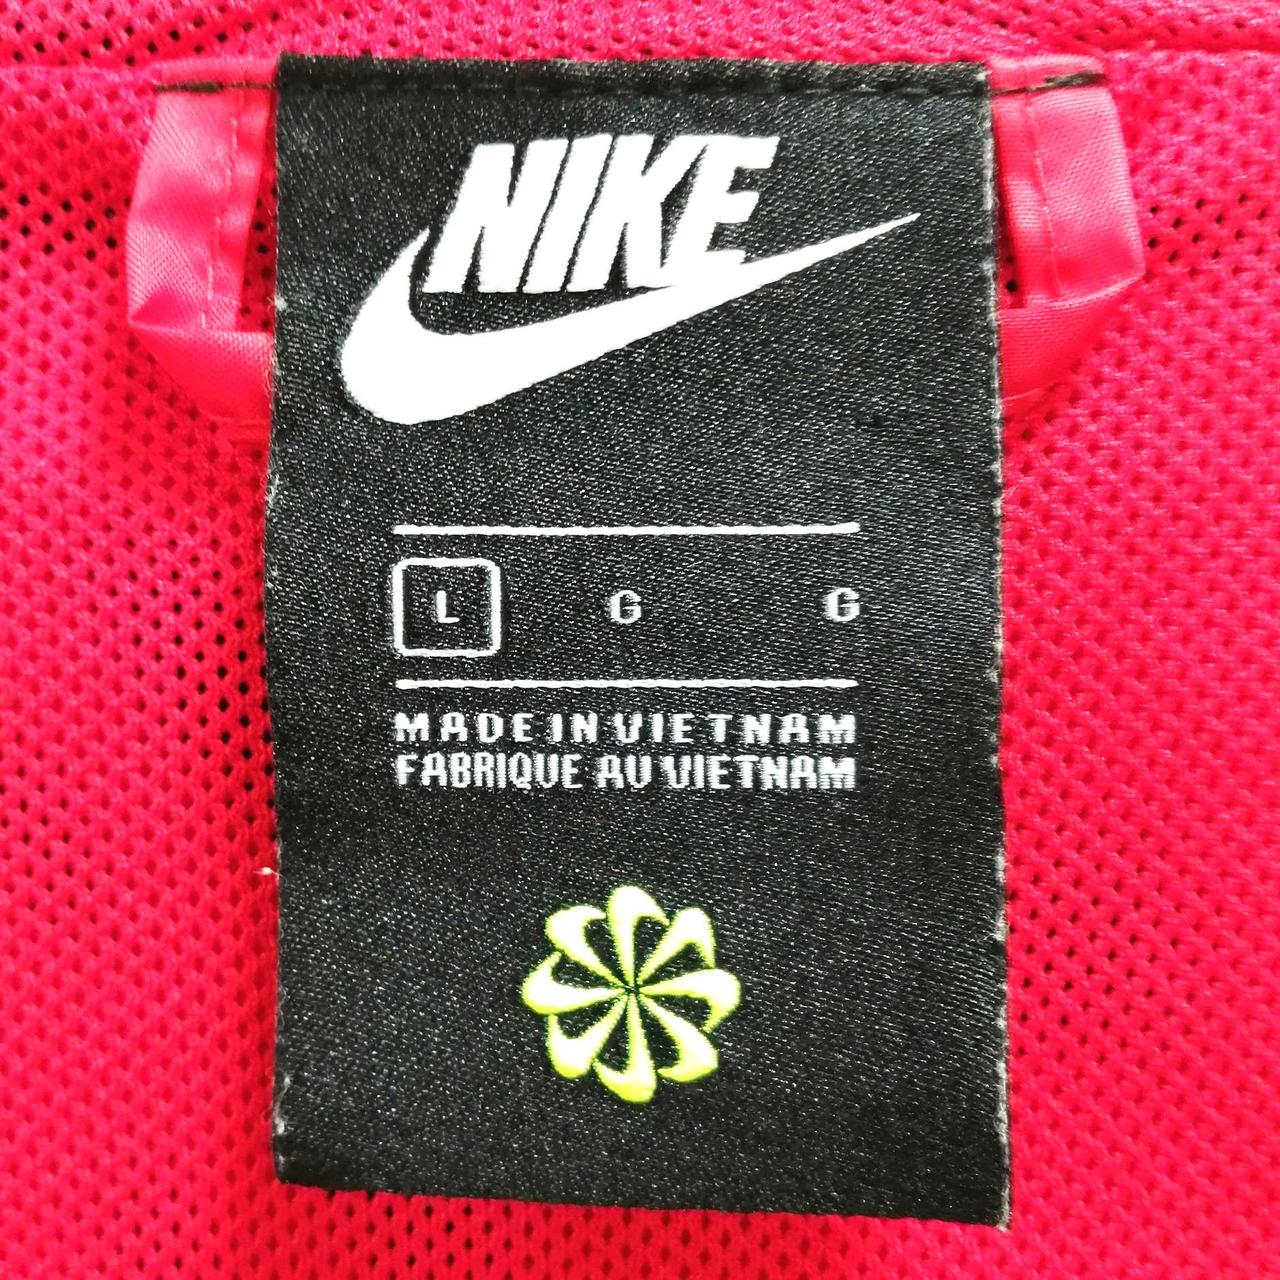 NIKE
L G G
MADE IN VIETNAM
FABRIQUE AU VIETNAM